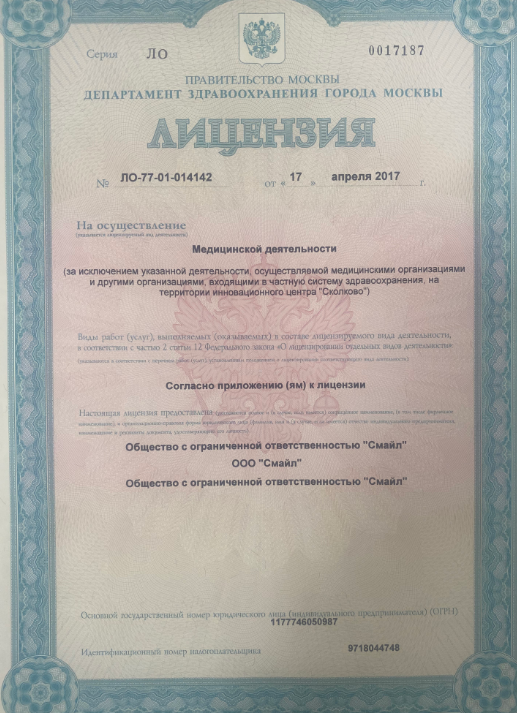 Серия ЛО 0017187
ПРАВИТЕЛЬСТВО МОСКВЫ
ДЕПАРТАМЕНТ ЗДРАВООХРАНЕНИЯ ГОРОДА МОСКВЫ
ЛИЦЕНЗИЯ
№ ЛО-77-01-014142 от « 17 » апреля 2017 г.
На осуществление
(указывается лицензируемый вид деятельности)
Медицинской деятельности
(за исключением указанной деятельности, осуществляемой медицинскими организациями
и другими организациями, входящими в частную систему здравоохранения, на
территории инновационного центра "Сколково")
Виды работ (услуг), выполняемых (оказываемых) в составе лицензируемого вида деятельности,
в соответствии с частью 2 статьи 12 Федерального закона «О лицензировании отдельных видов деятельности»
Согласно приложению (ям) к лицензии
Настоящая лицензия предоставлена
Общество с ограниченной ответственностью "Смайл"
ООО "Смайл"
Общество с ограниченной ответственностью "Смайл"
Основной государственный номер юридического лица (индивидуального предпринимателя) (ОГРН)
1177746050987
Идентификационный номер налогоплательщика 9718044748